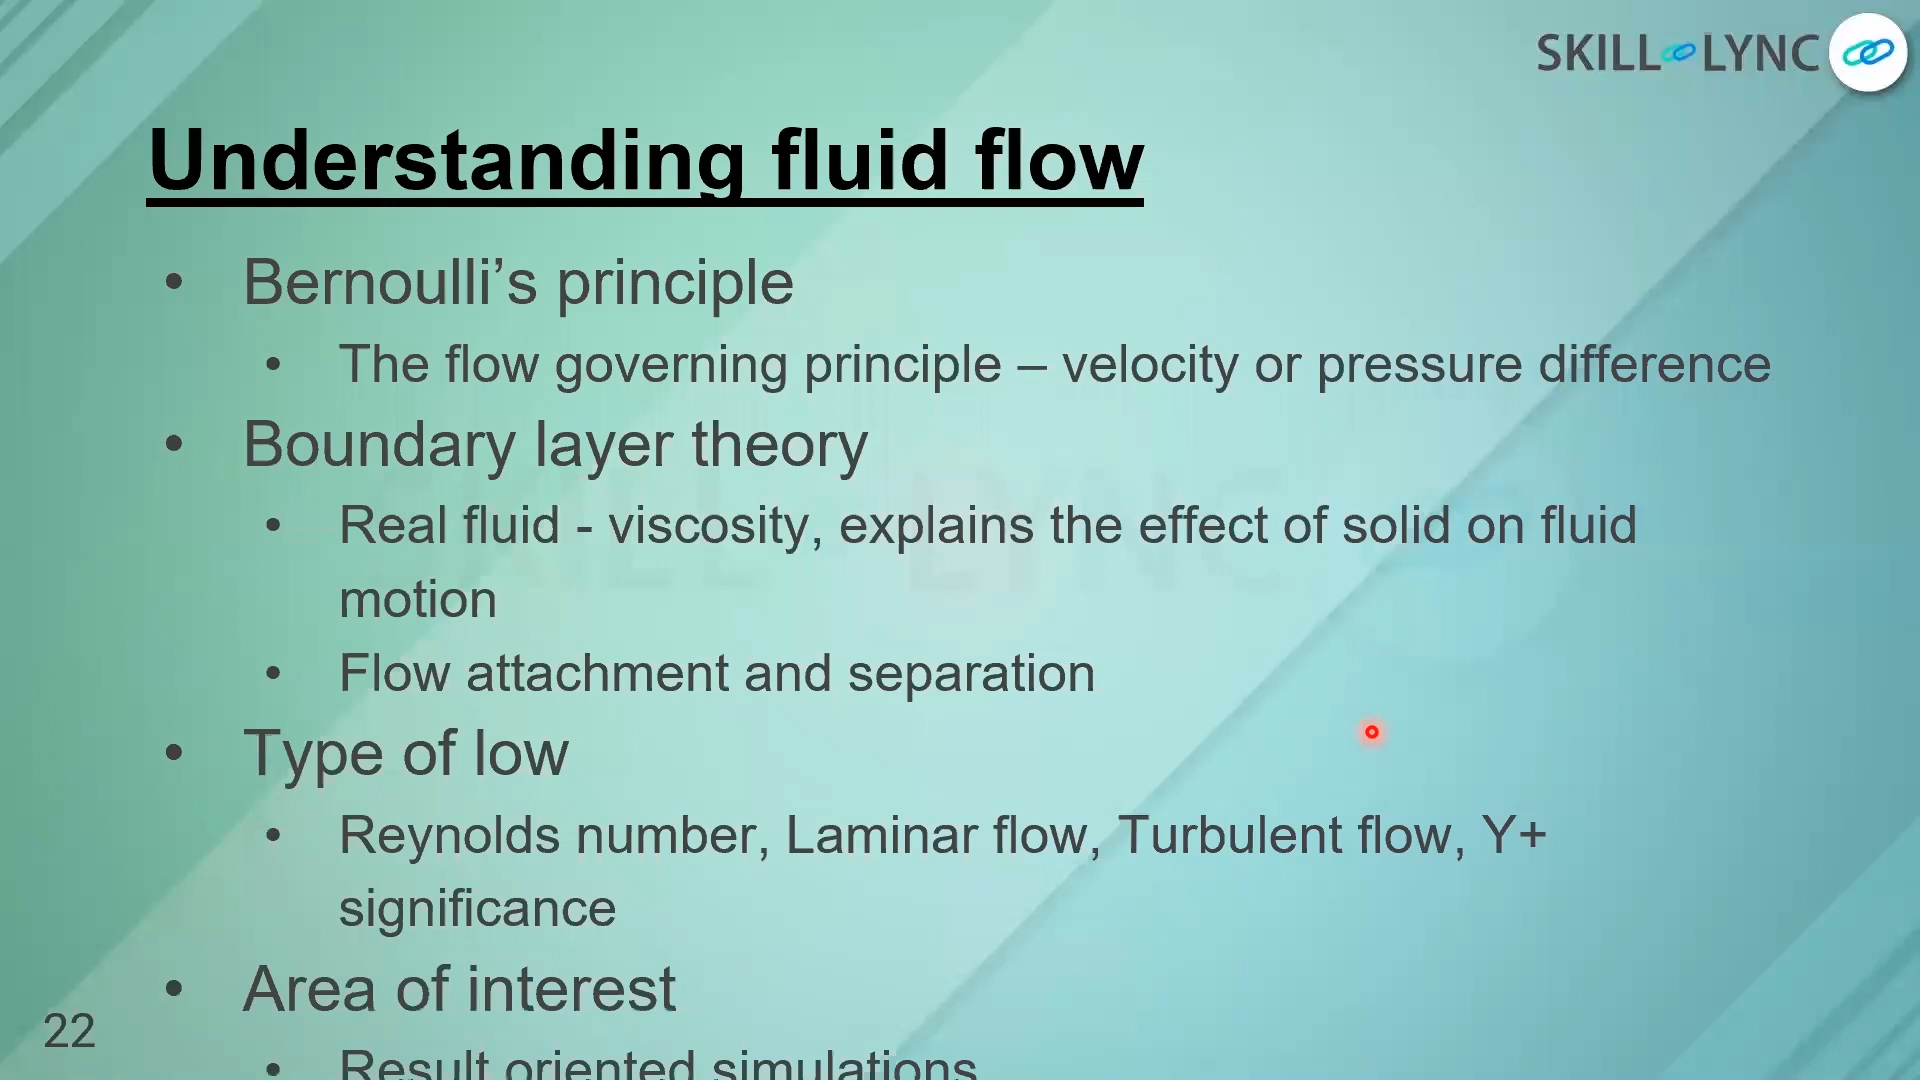 SKILL LYNC
Understanding fluid flow
• Bernoulli’s principle
• The flow governing principle – velocity or pressure difference
• Boundary layer theory
• Real fluid - viscosity, explains the effect of solid on fluid
motion
• Flow attachment and separation
• Type of low
• Reynolds number, Laminar flow, Turbulent flow, Y+
significance
• Area of interest
• Result oriented simulations
22
SKILL LYNC